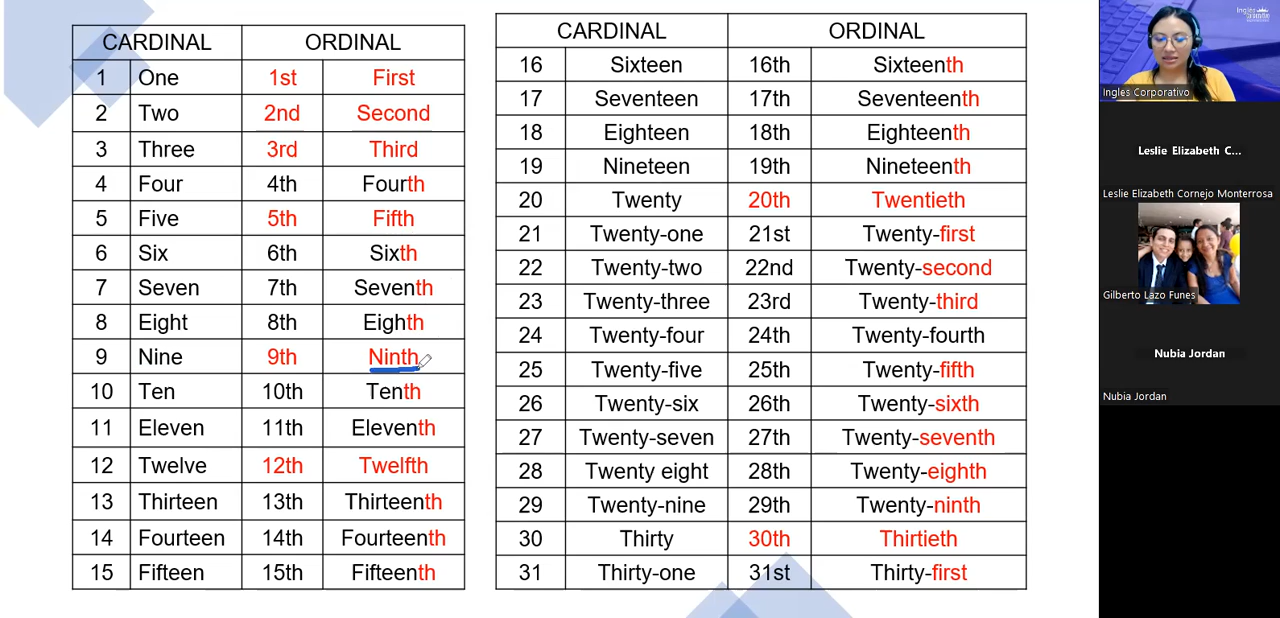 CARDINAL ORDINAL
1 One 1st First
2 Two 2nd Second
3 Three 3rd Third
4 Four 4th Fourth
5 Five 5th Fifth
6 Six 6th Sixth
7 Seven 7th Seventh
8 Eight 8th Eighth
9 Nine 9th Ninth
10 Ten 10th Tenth
11 Eleven 11th Eleventh
12 Twelve 12th Twelfth
13 Thirteen 13th Thirteenth
14 Fourteen 14th Fourteenth
15 Fifteen 15th Fifteenth
CARDINAL ORDINAL
16 Sixteen 16th Sixteenth
17 Seventeen 17th Seventeenth
18 Eighteen 18th Eighteenth
19 Nineteen 19th Nineteenth
20 Twenty 20th Twentieth
21 Twenty-one 21st Twenty-first
22 Twenty-two 22nd Twenty-second
23 Twenty-three 23rd Twenty-third
24 Twenty-four 24th Twenty-fourth
25 Twenty-five 25th Twenty-fifth
26 Twenty-six 26th Twenty-sixth
27 Twenty-seven 27th Twenty-seventh
28 Twenty eight 28th Twenty-eighth
29 Twenty-nine 29th Twenty-ninth
30 Thirty 30th Thirtieth
31 Thirty-one 31st Thirty-first
Ingles
Ingles Corporativo
Leslie Elizabeth C...
Leslie Elizabeth Cornejo Monterrosa
Gilberto Lazo Funes
Nubia Jordan
Nubia Jordan